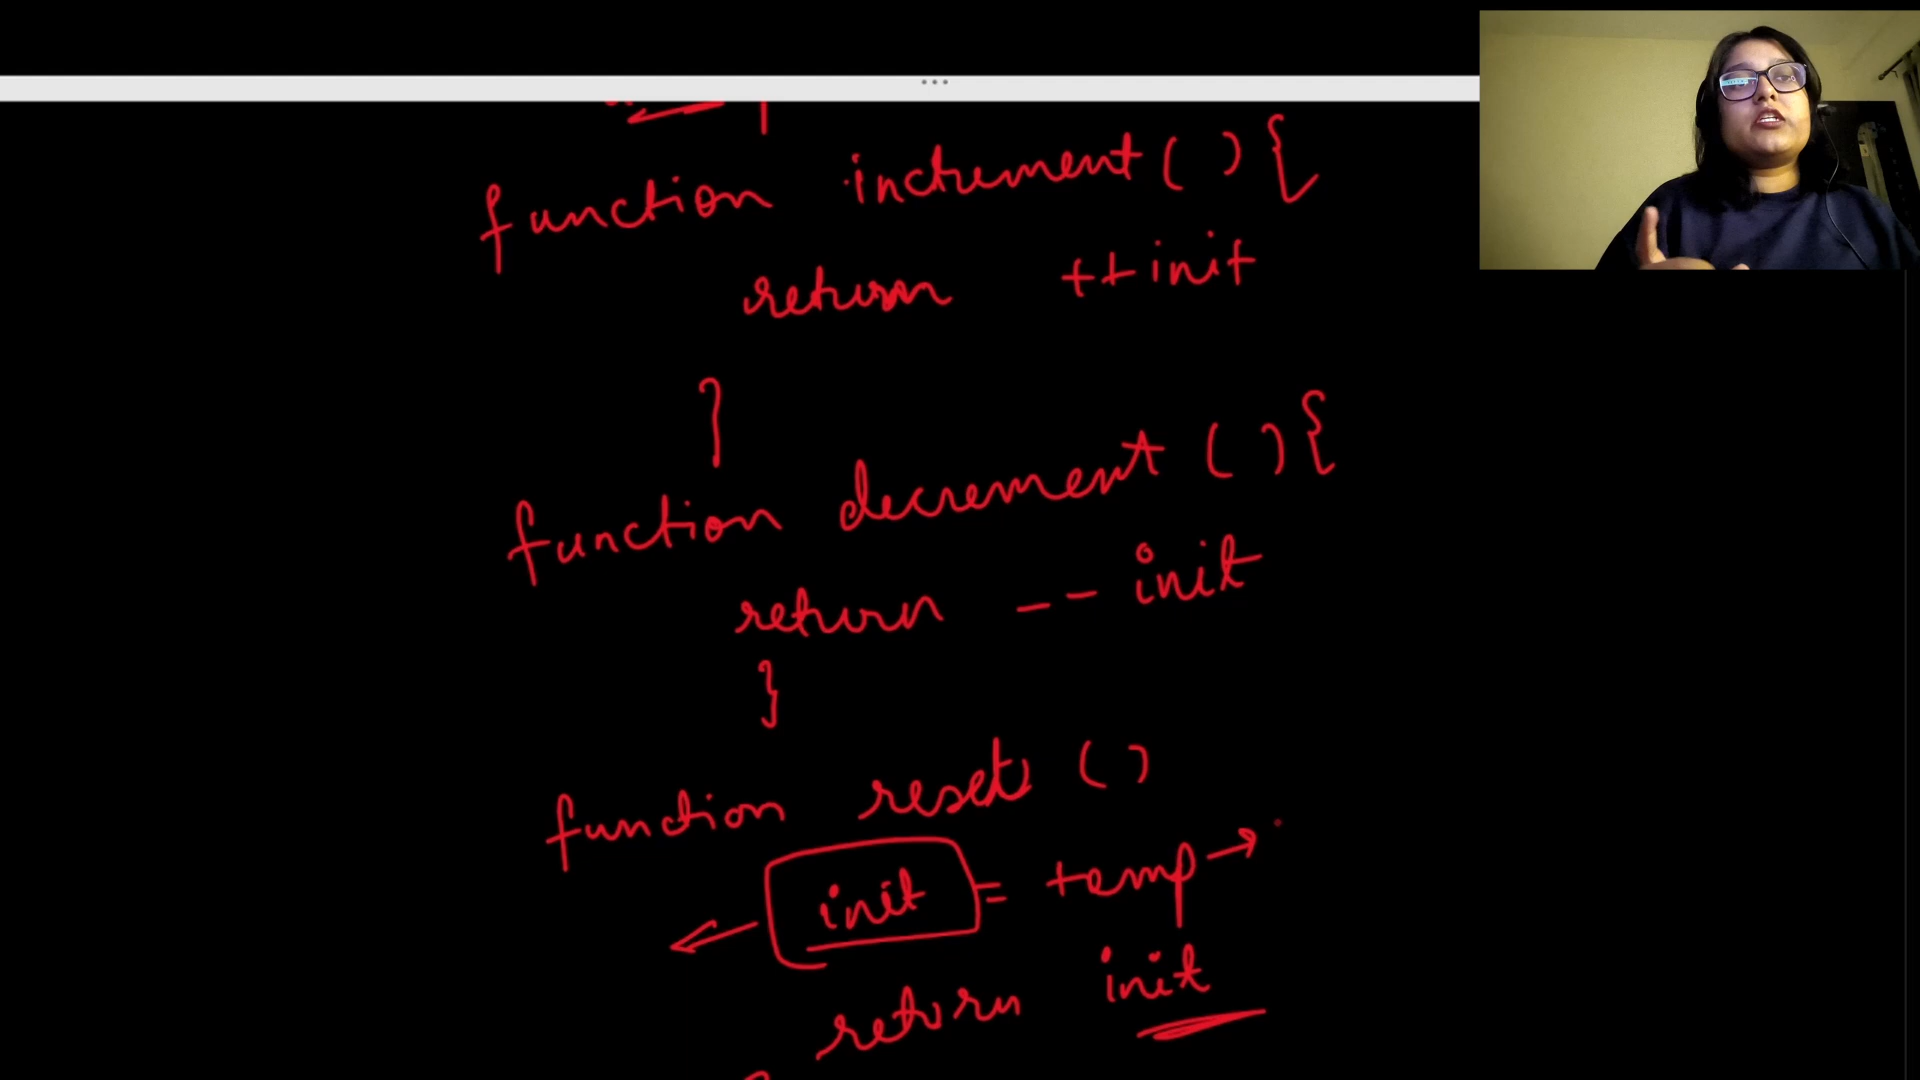 function increment ( ) {
return ++init
}
function decrement ( ) {
return -- init
}
function reset ( )
init = temp →
return init